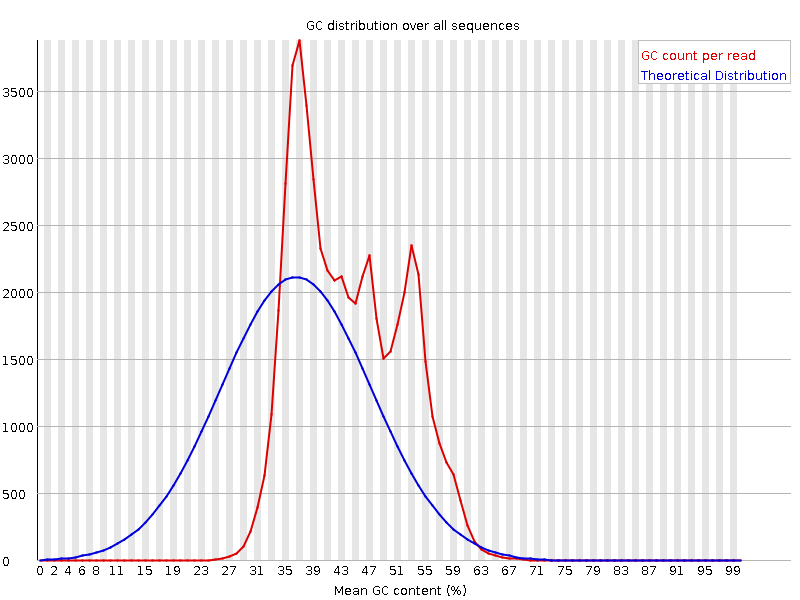 GC distribution over all sequences
GC count per read
Theoretical Distribution
3500
3000
2500
2000
1500
1000
500
0
0 2 4 6 8 11 15 19 23 27 31 35 39 43 47 51 55 59 63 67 71 75 79 83 87 91 95 99
Mean GC content (%)